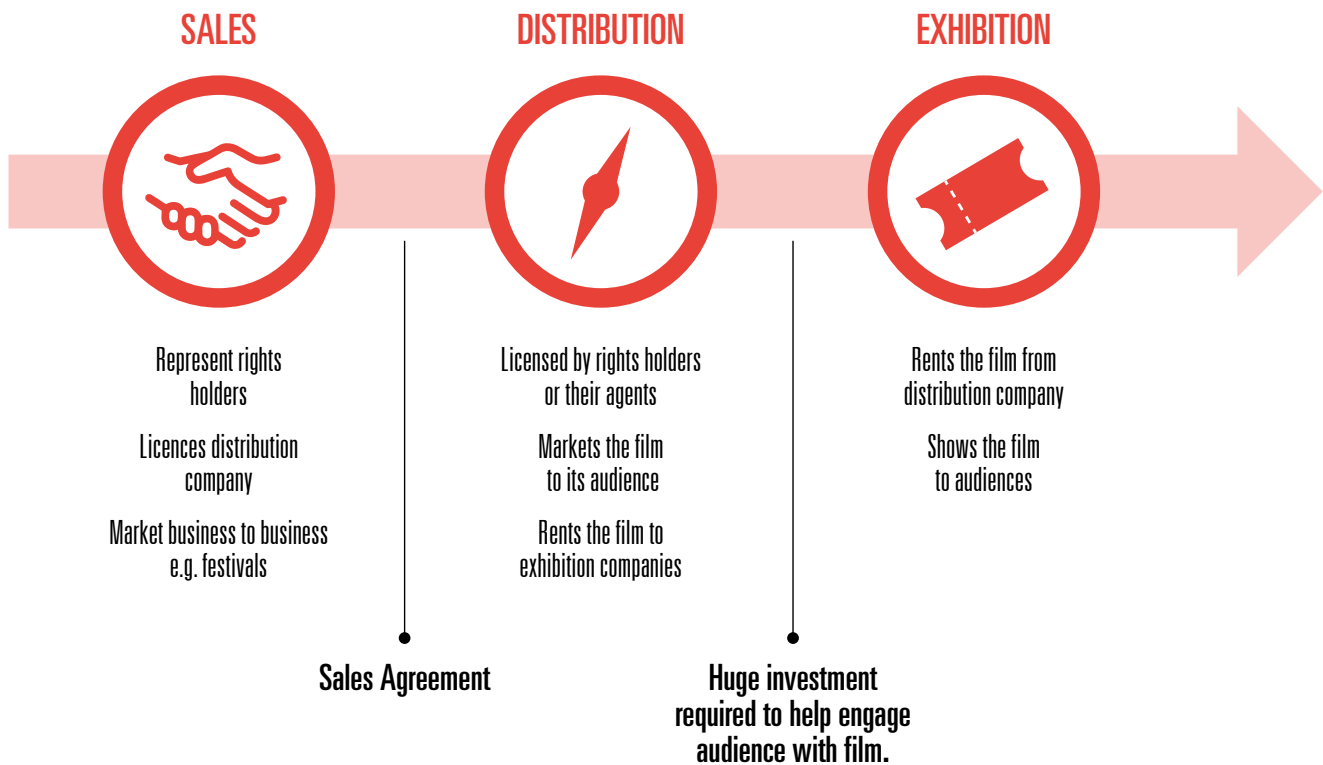 SALES
Represent rights
holders
Licences distribution
company
Market business to business
e.g. festivals
Sales Agreement
DISTRIBUTION
Licensed by rights holders
or their agents
Markets the film
to its audience
Rents the film to
exhibition companies
Huge investment
required to help engage
audience with film.
EXHIBITION
Rents the film from
distribution company
Shows the film
to audiences